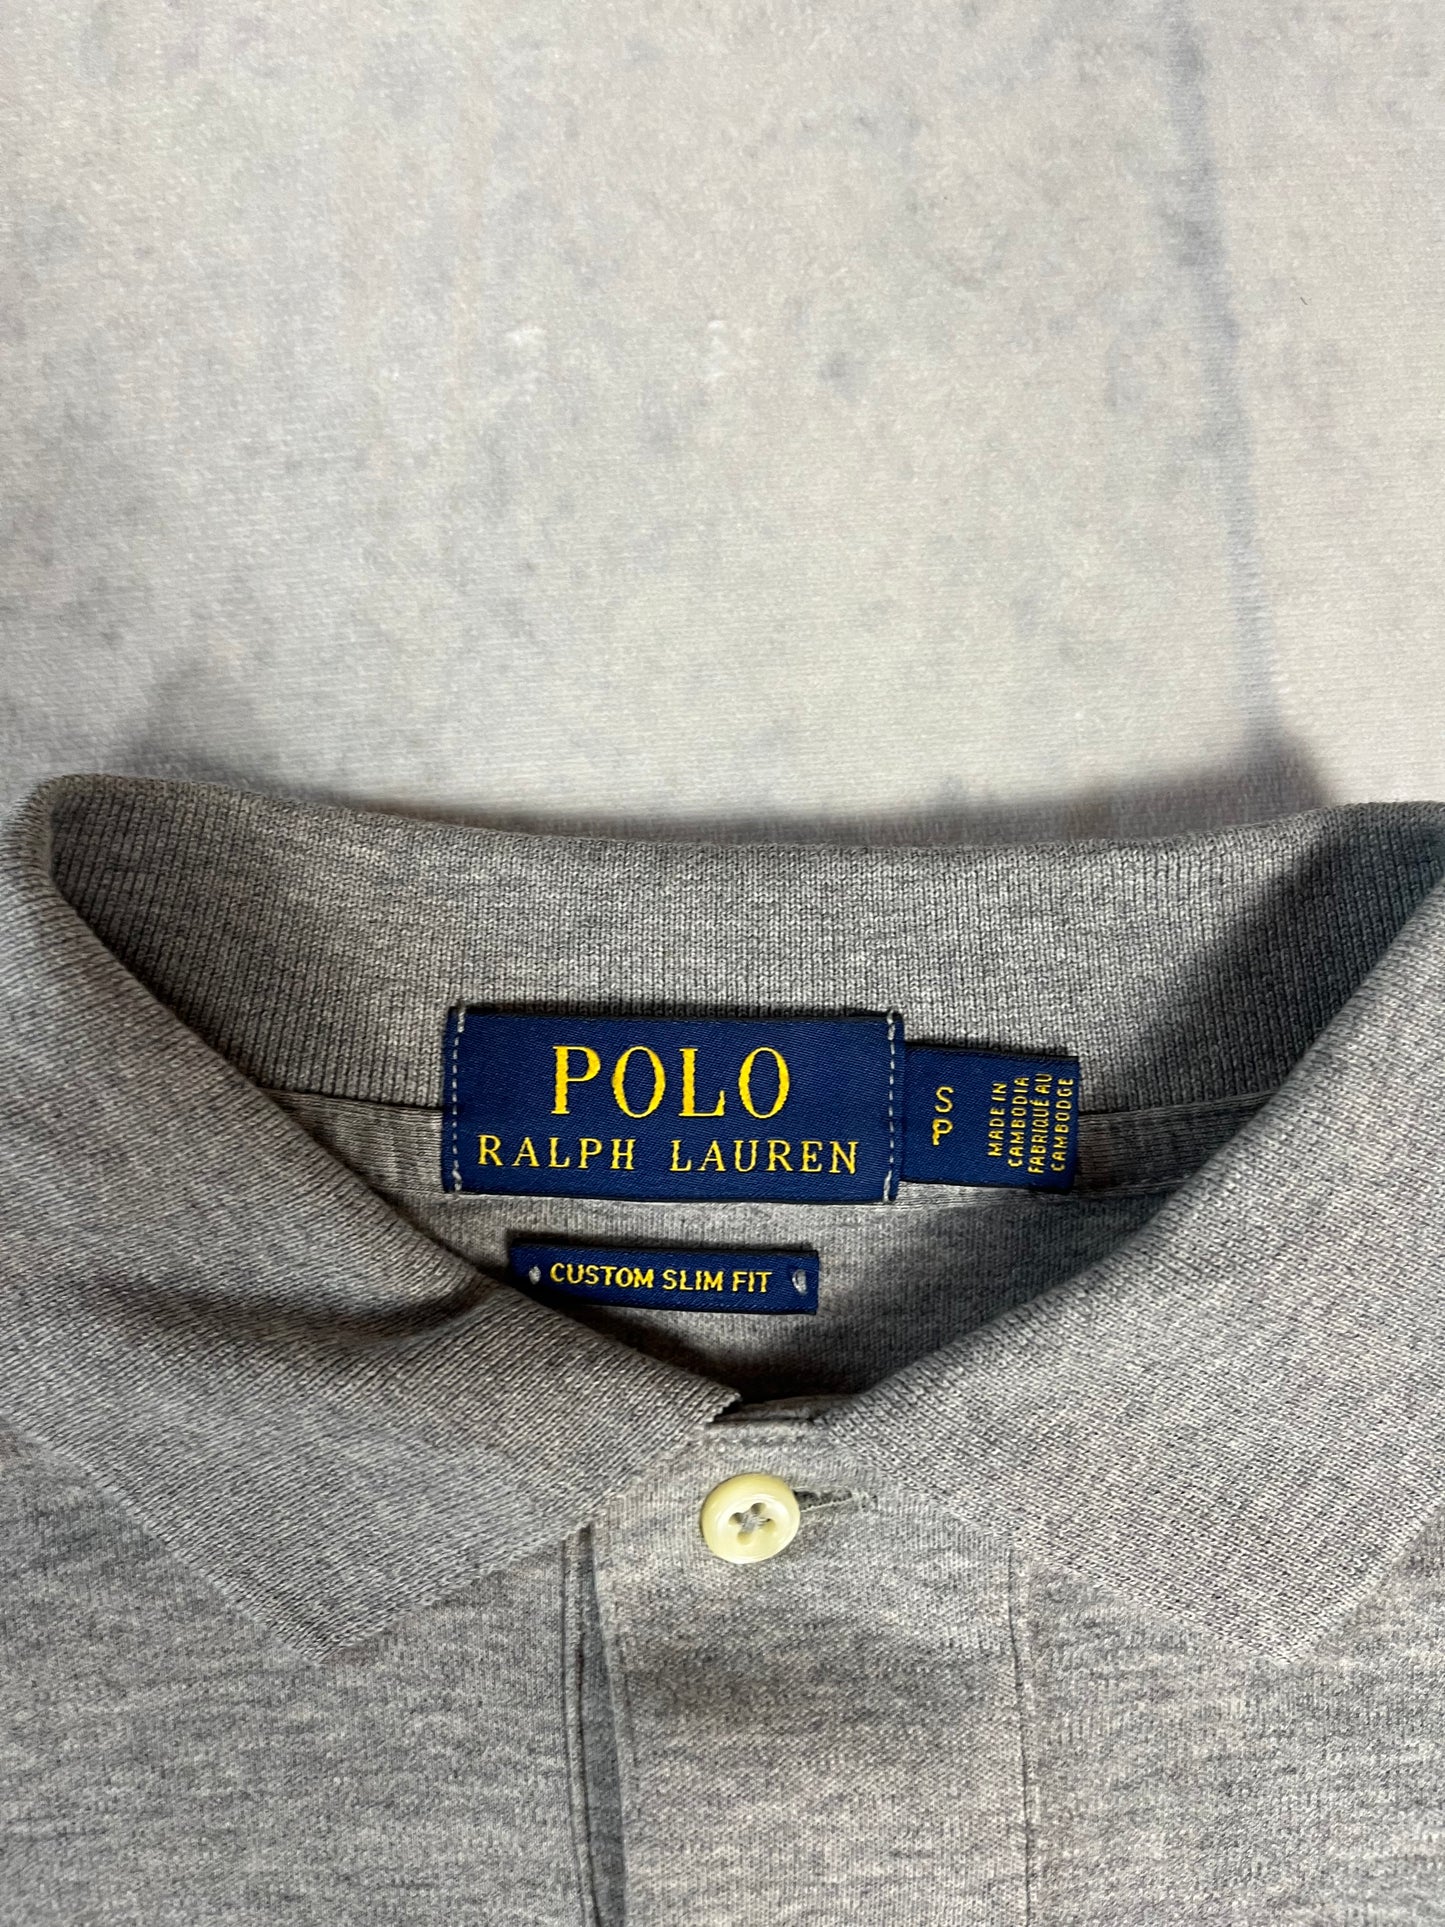 POLO
RALPH LAUREN
S
P
MADE IN
CAMBODIA
FABRIQUÉ AU
CAMBODGE
CUSTOM SLIM FIT